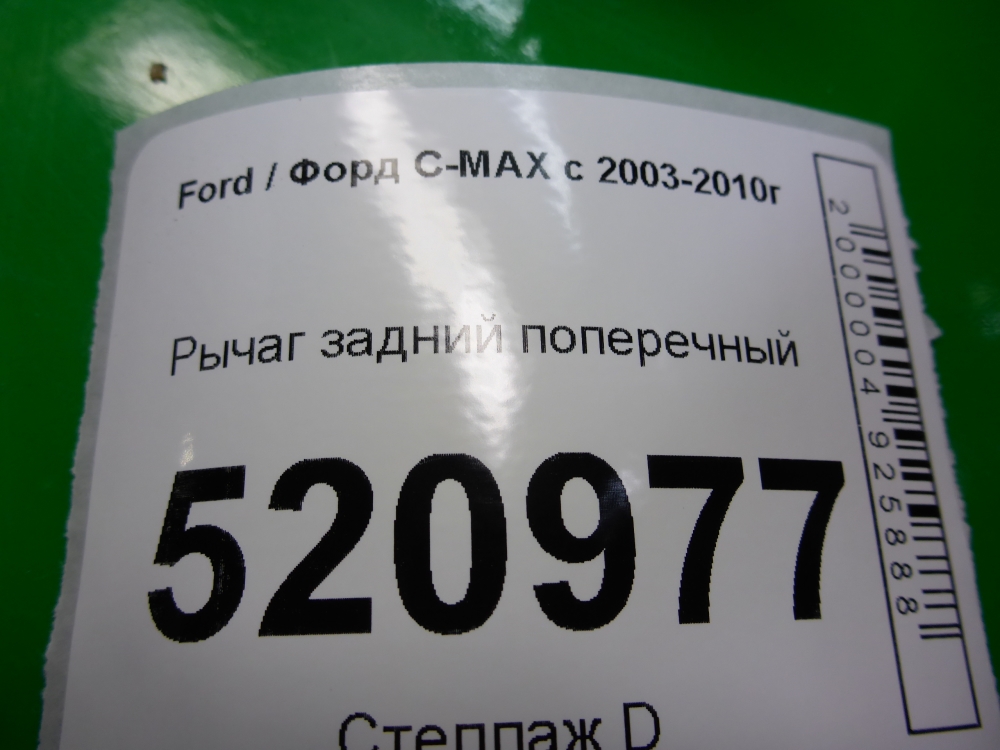 Ford / Форд C-MAX с 2003-2010г
Рычаг задний поперечный
520977
Стеллаж D
2000004925888